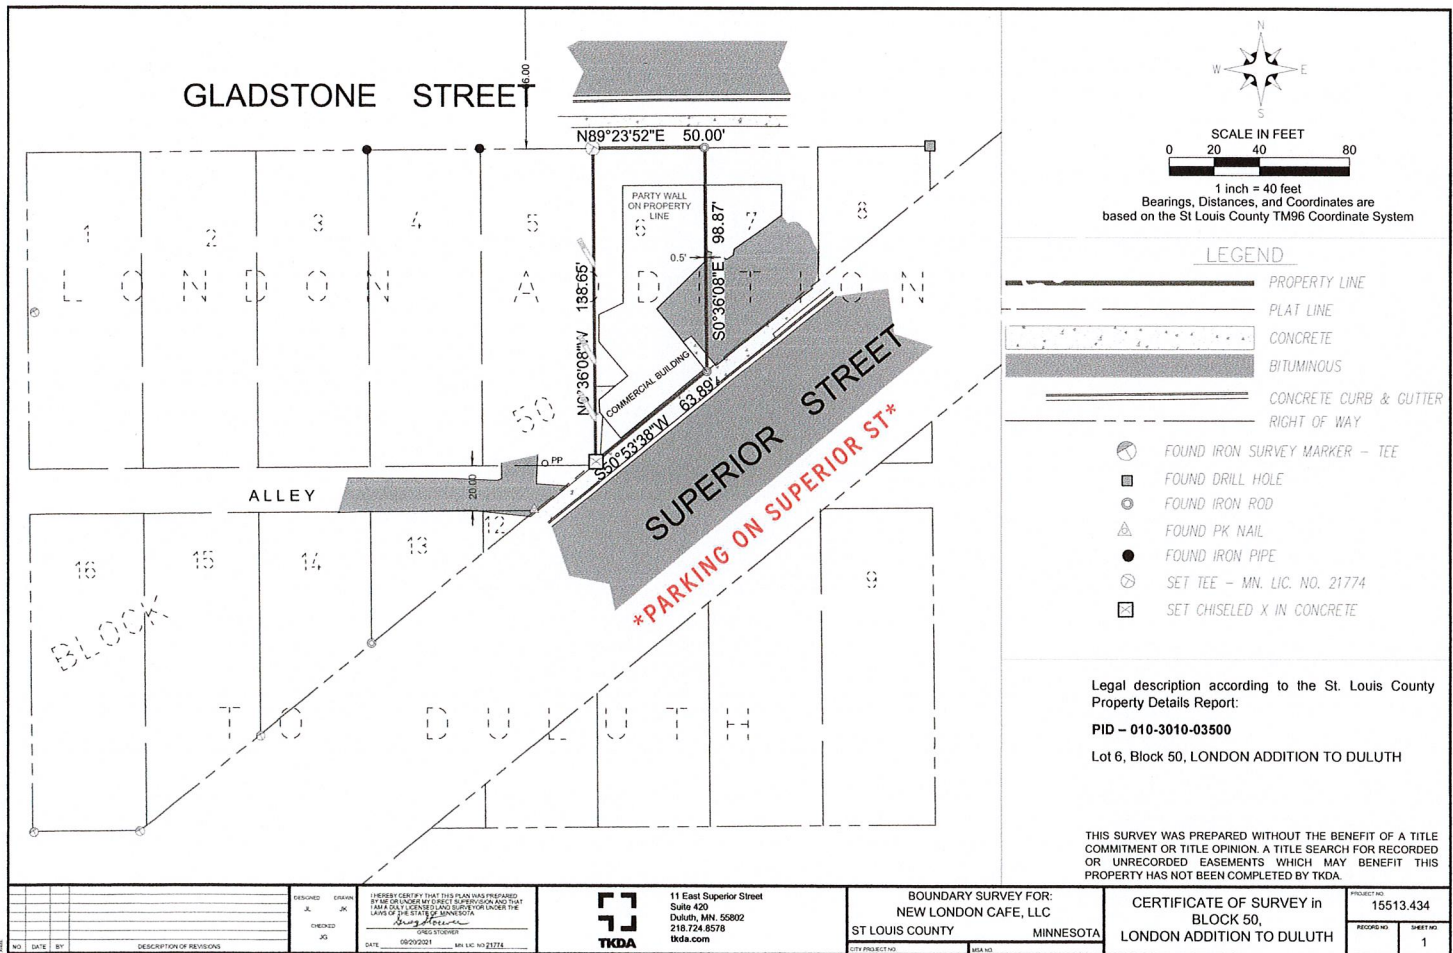 GLADSTONE STREET
N89°23'52"E 50.00'
PARTY WALL
ON PROPERTY
LINE
1 2 3 4 5 6 7 8
LONDON ADDITION
0.5'
S0°36'08"E 98.87'
N0°36'08"W 138.65'
COMMERCIAL BUILDING
S50°53'38"W 63.89'
50
PP
ALLEY
20.00
SUPERIOR STREET
*PARKING ON SUPERIOR ST*
16 15 14 13 12 9
BLOCK
TO DULUTH
N
W E
S
SCALE IN FEET
0 20 40 80
1 inch = 40 feet
Bearings, Distances, and Coordinates are
based on the St Louis County TM96 Coordinate System
LEGEND
PROPERTY LINE
PLAT LINE
CONCRETE
BITUMINOUS
CONCRETE CURB & GUTTER
RIGHT OF WAY
FOUND IRON SURVEY MARKER – TEE
FOUND DRILL HOLE
FOUND IRON ROD
FOUND PK NAIL
FOUND IRON PIPE
SET TEE – MN. LIC. NO. 21774
SET CHISELED X IN CONCRETE
Legal description according to the St. Louis County
Property Details Report:
PID – 010-3010-03500
Lot 6, Block 50, LONDON ADDITION TO DULUTH
THIS SURVEY WAS PREPARED WITHOUT THE BENEFIT OF A TITLE
COMMITMENT OR TITLE OPINION. A TITLE SEARCH FOR RECORDED
OR UNRECORDED EASEMENTS WHICH MAY BENEFIT THIS
PROPERTY HAS NOT BEEN COMPLETED BY TKDA.
NO DATE BY DESCRIPTION OF REVISIONS
DESIGNED DRAWN
JL JK
CHECKED
JG
I HEREBY CERTIFY THAT THIS PLAN WAS PREPARED
BY ME OR UNDER MY DIRECT SUPERVISION AND THAT
I AM A DULY LICENSED LAND SURVEYOR UNDER THE
LAWS OF THE STATE OF MINNESOTA
GREG STOEWER
DATE 09/20/2021 MN LIC NO 21774
TKDA
11 East Superior Street
Suite 420
Duluth, MN. 55802
218.724.8578
tkda.com
BOUNDARY SURVEY FOR:
NEW LONDON CAFE, LLC
ST LOUIS COUNTY MINNESOTA
CITY PROJECT NO. MSA NO.
CERTIFICATE OF SURVEY in
BLOCK 50,
LONDON ADDITION TO DULUTH
PROJECT NO.
15513.434
RECORD NO. SHEET NO.
1